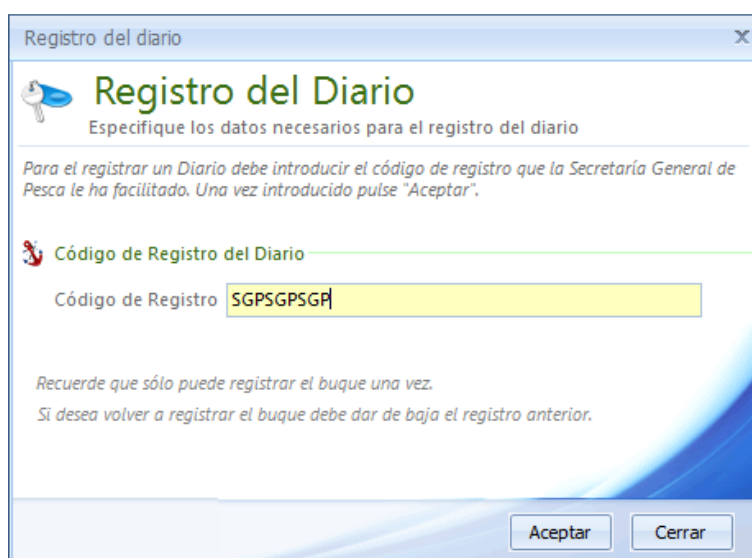 Registro del diario
Registro del Diario
Especifique los datos necesarios para el registro del diario
Para el registrar un Diario debe introducir el código de registro que la Secretaría General de
Pesca le ha facilitado. Una vez introducido pulse "Aceptar".
Código de Registro del Diario
Código de Registro SGPSGPSGP
Recuerde que sólo puede registrar el buque una vez.
Si desea volver a registrar el buque debe dar de baja el registro anterior.
Aceptar Cerrar